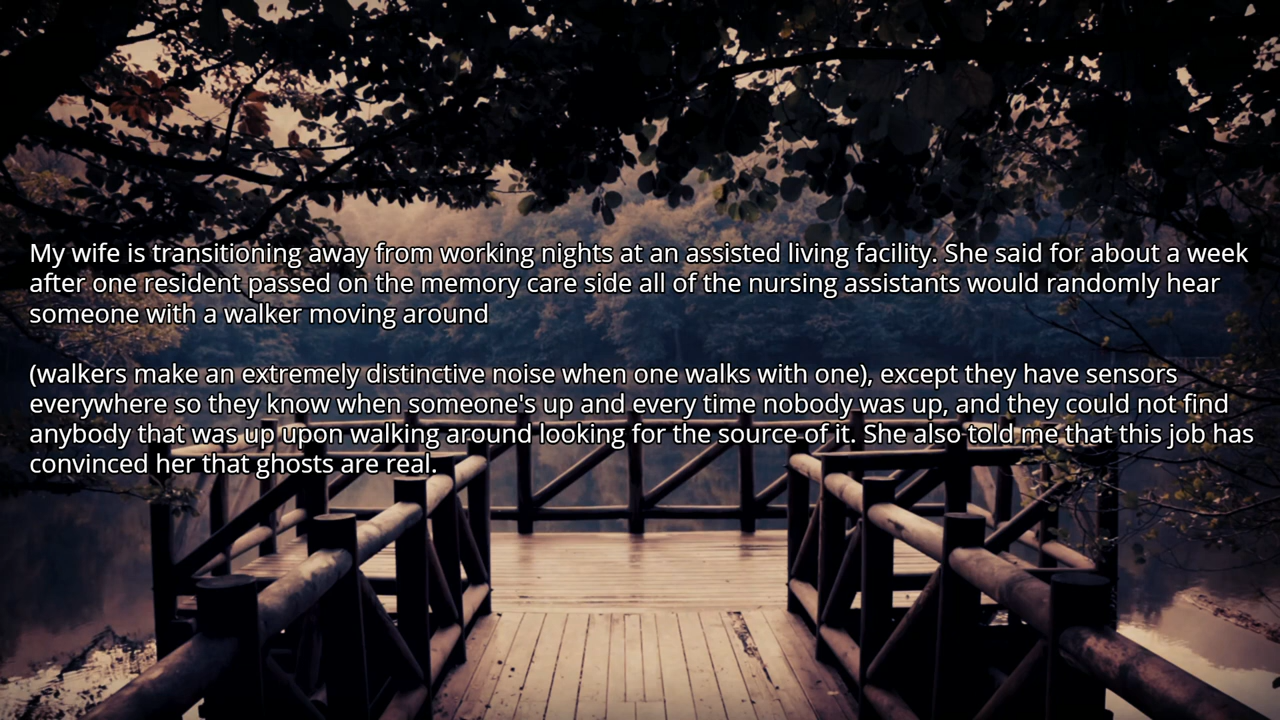 My wife is transitioning away from working nights at an assisted living facility. She said for about a week
after one resident passed on the memory care side all of the nursing assistants would randomly hear
someone with a walker moving around
(walkers make an extremely distinctive noise when one walks with one), except they have sensors
everywhere so they know when someone's up and every time nobody was up, and they could not find
anybody that was up upon walking around looking for the source of it. She also told me that this job has
convinced her that ghosts are real.